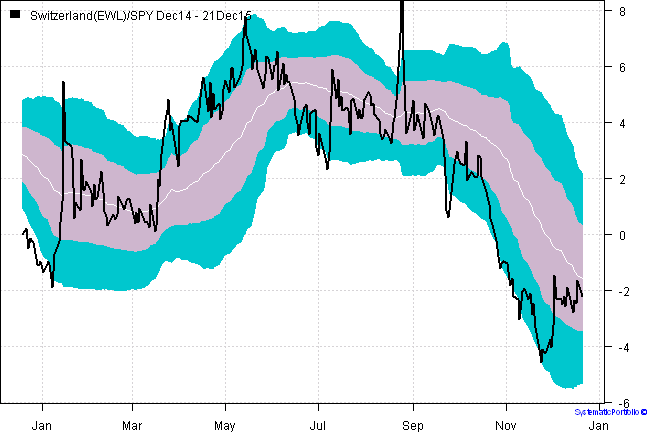 Switzerland(EWL)/SPY Dec14 - 21Dec15
8
6
4
2
0
-2
-4
-6
Jan Mar May Jul Sep Nov Jan
SystematicPortfolio ©